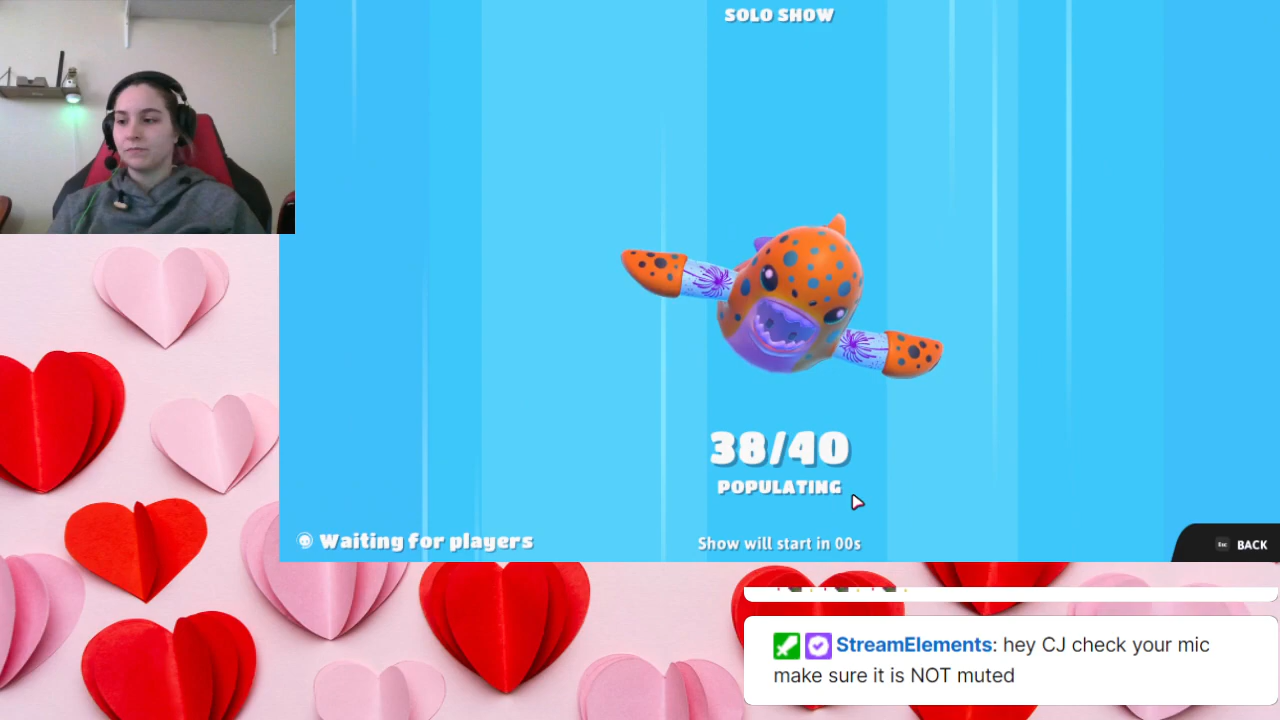 SOLO SHOW
38/40
POPULATING
Waiting for players
Show will start in 00s
Esc BACK
StreamElements: hey CJ check your mic
make sure it is NOT muted